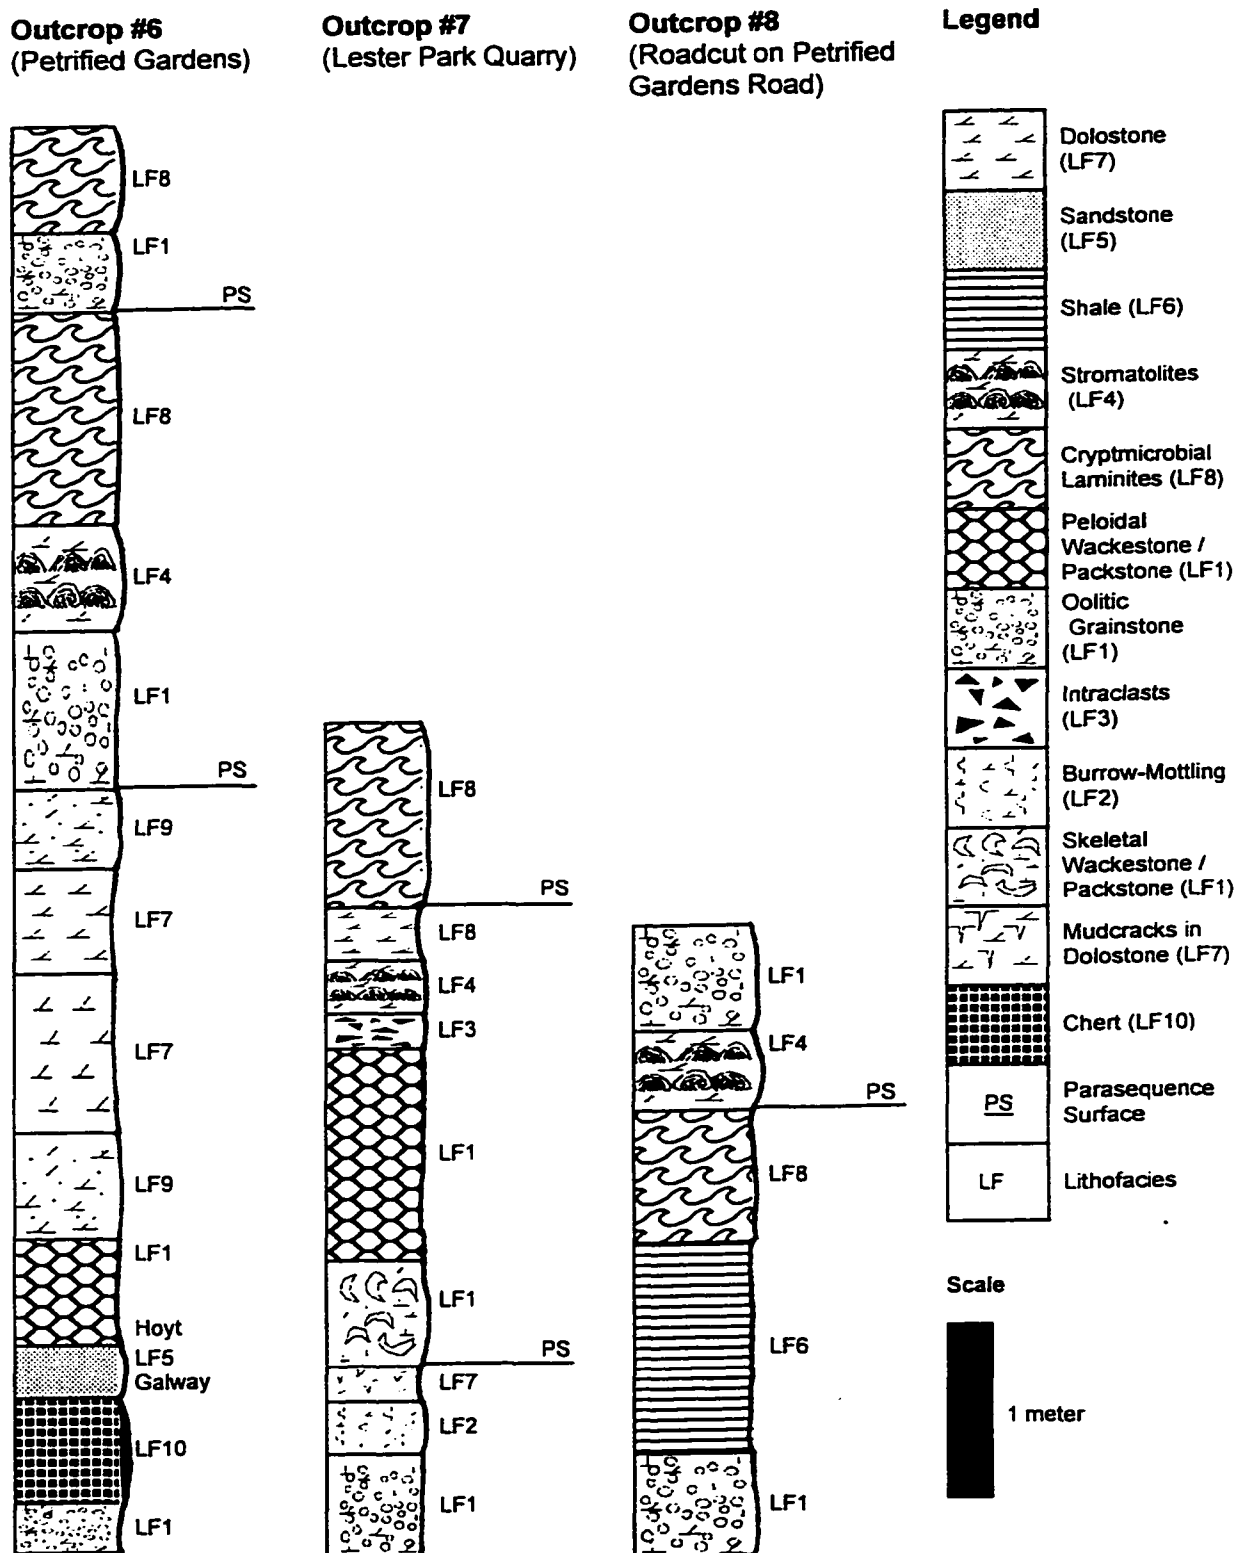 Outcrop #6
(Petrified Gardens)
LF8
LF1
PS
LF8
LF4
LF1
PS
LF9
LF7
LF7
LF9
LF1
Hoyt
LF5
Galway
LF10
LF1
Outcrop #7
(Lester Park Quarry)
LF8
PS
LF8
LF4
LF3
LF1
LF1
PS
LF7
LF2
LF1
Outcrop #8
(Roadcut on Petrified
Gardens Road)
LF1
LF4
PS
LF8
LF6
LF1
Legend
Dolostone
(LF7)
Sandstone
(LF5)
Shale (LF6)
Stromatolites
(LF4)
Cryptmicrobial
Laminites (LF8)
Peloidal
Wackestone /
Packstone (LF1)
Oolitic
Grainstone
(LF1)
Intraclasts
(LF3)
Burrow-Mottling
(LF2)
Skeletal
Wackestone /
Packstone (LF1)
Mudcracks in
Dolostone (LF7)
Chert (LF10)
PS
Parasequence
Surface
LF
Lithofacies
Scale
1 meter